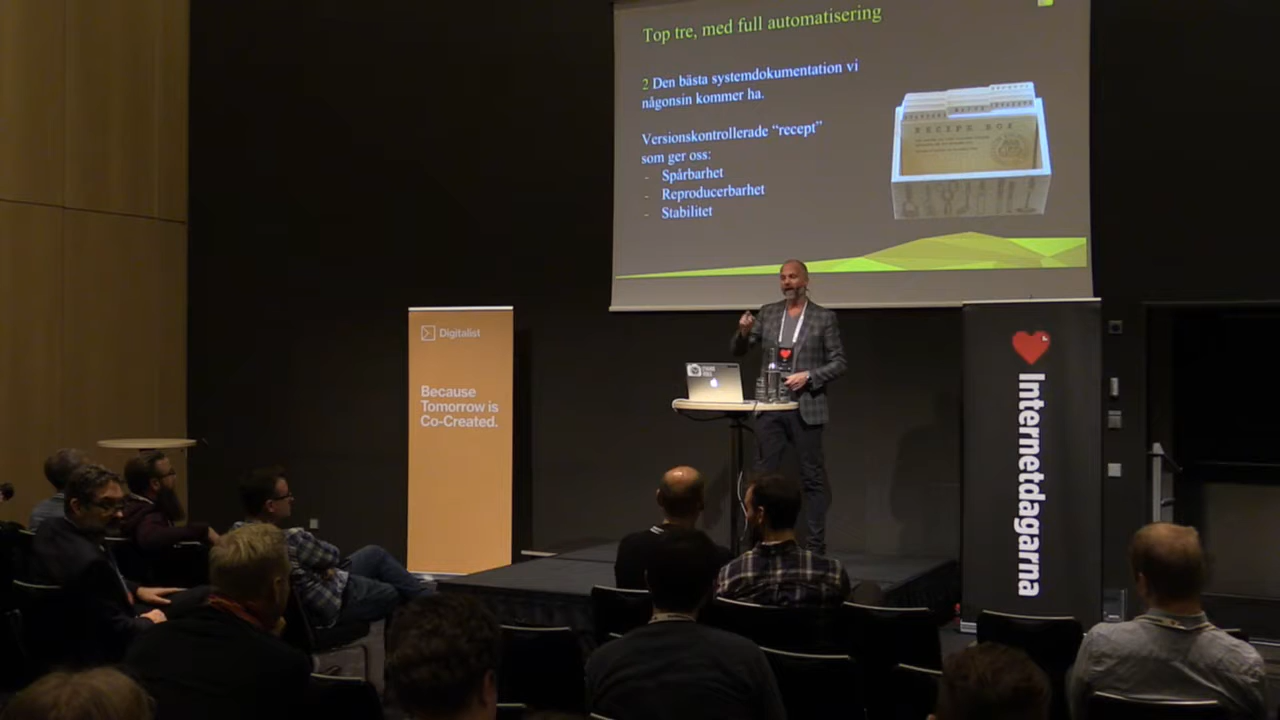 Top tre, med full automatisering
2 Den bästa systemdokumentation vi
någonsin kommer ha.
Versionskontrollerade "recept"
som ger oss:
- Spårbarhet
- Reproducerbarhet
- Stabilitet
RECIPE BOX
Digitalist
Because
Tomorrow is
Co-Created.
Internetdagarna